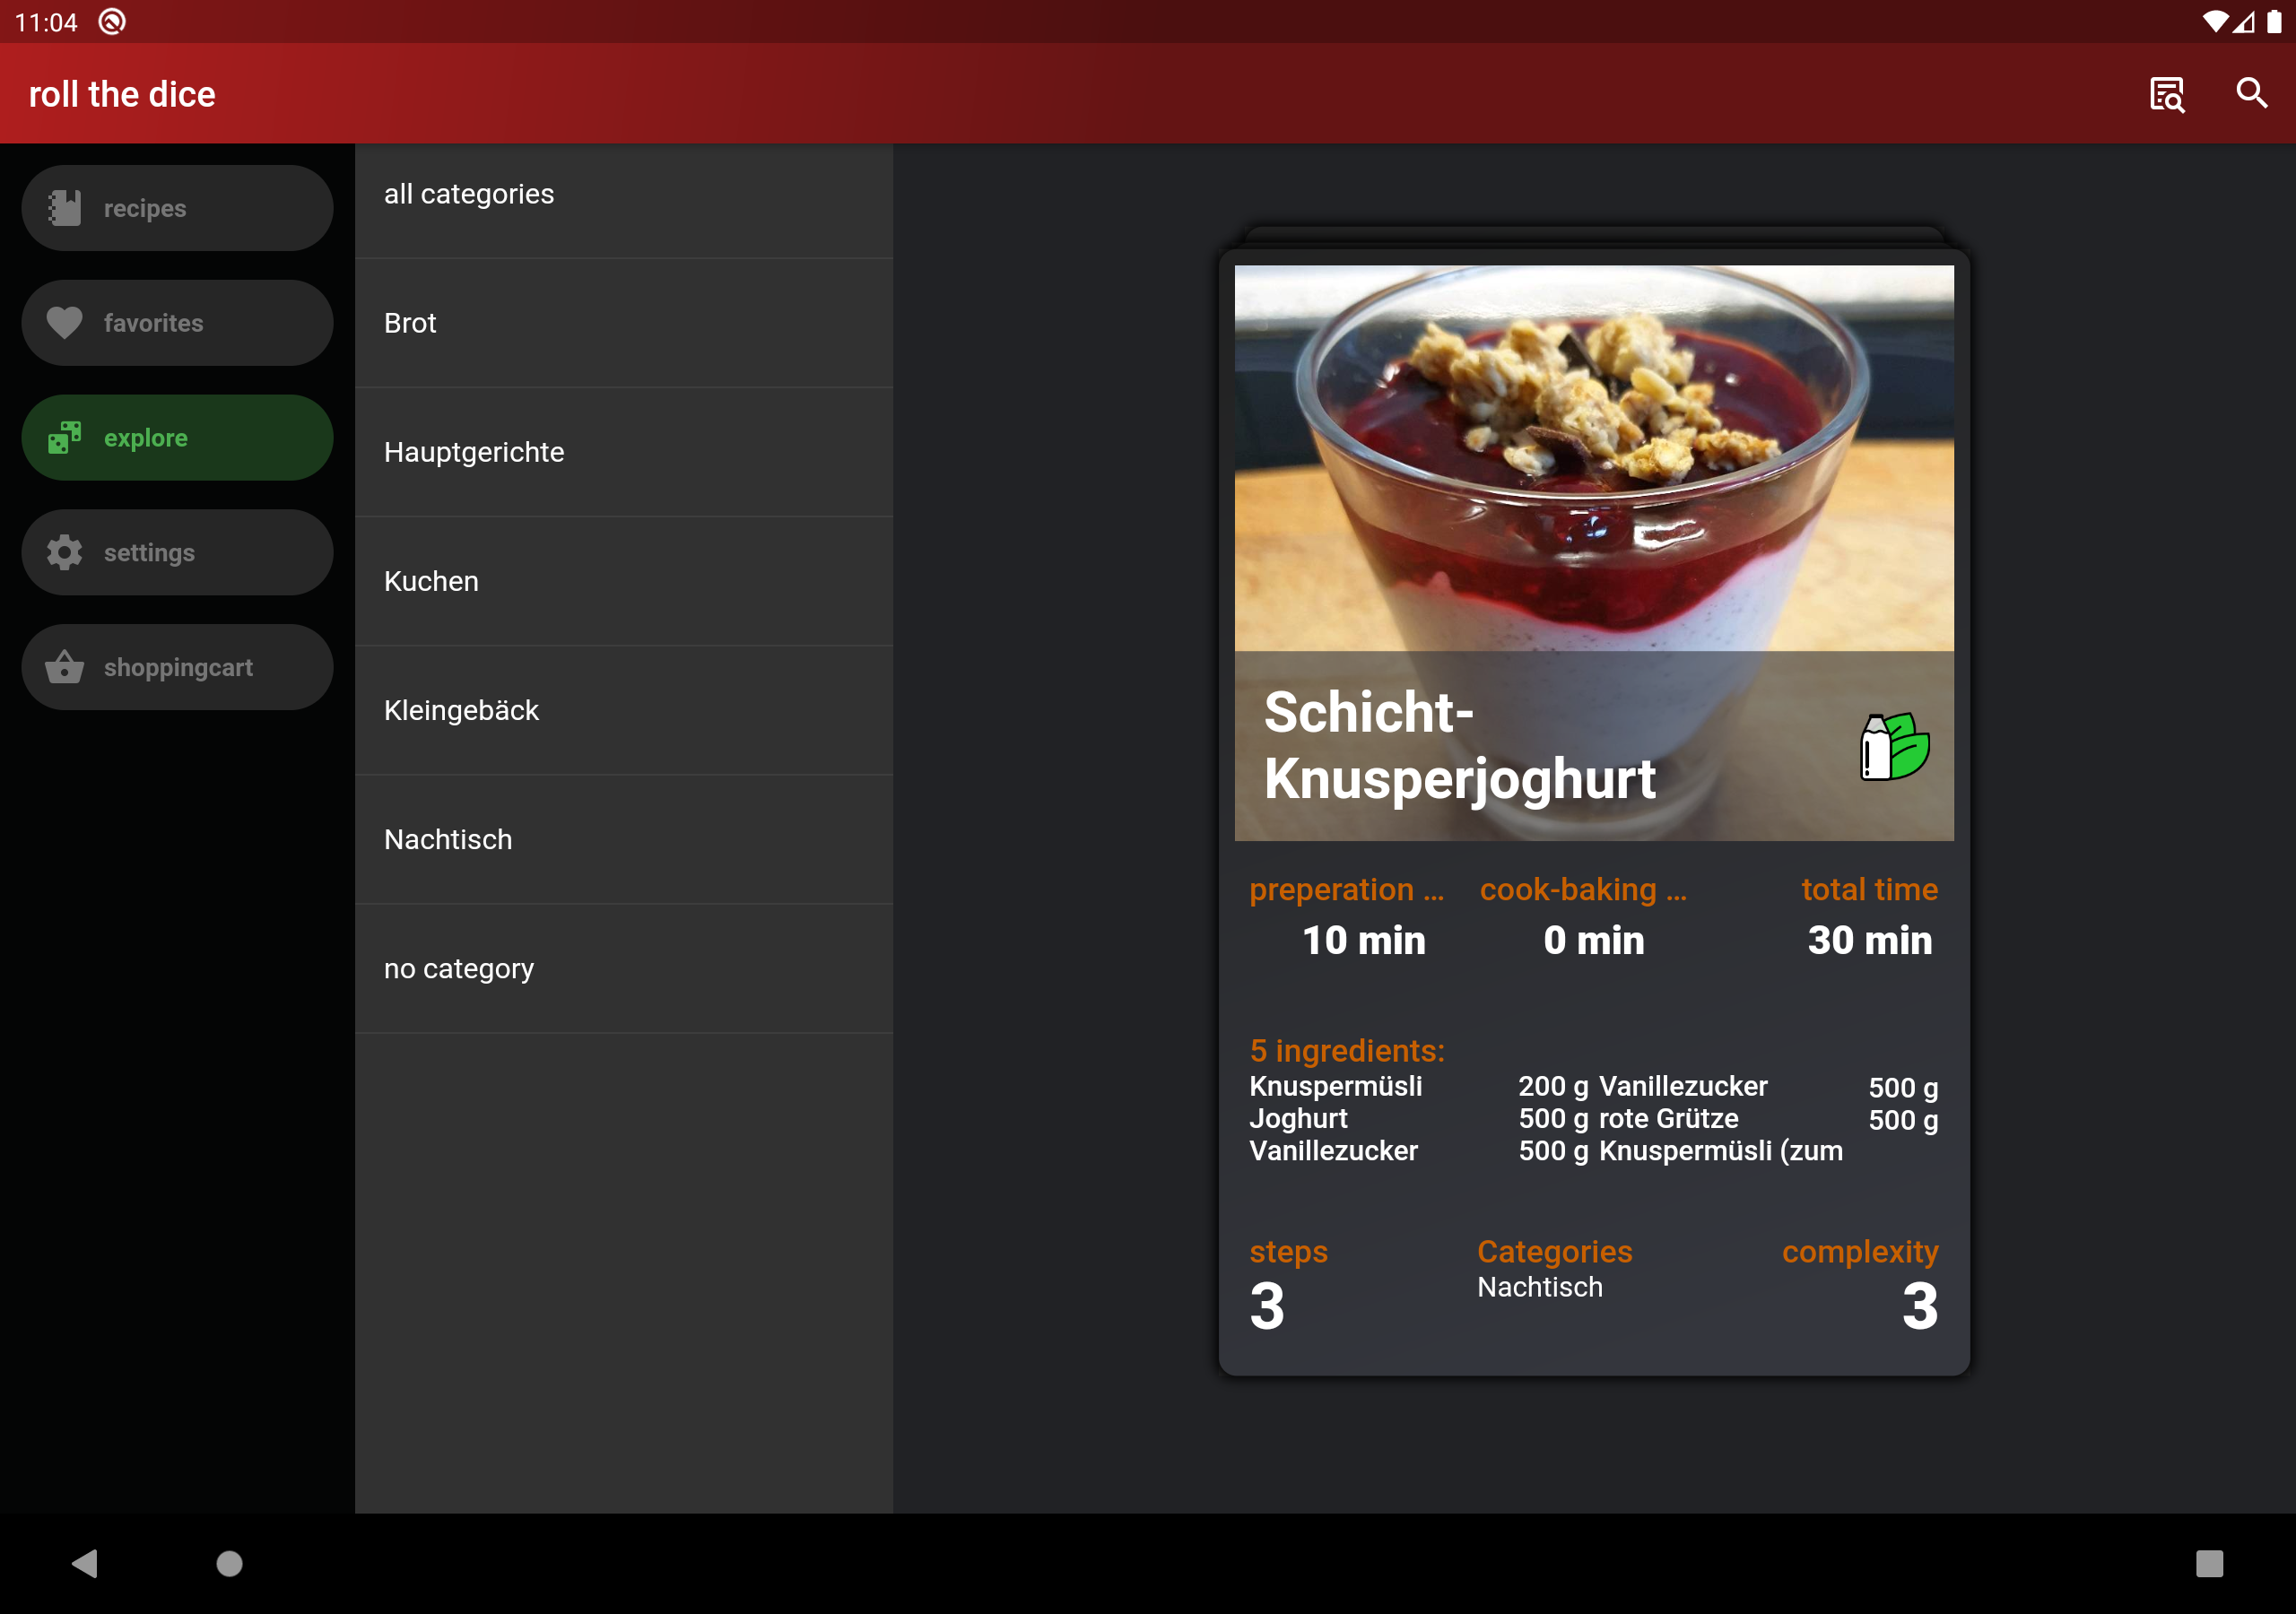 11:04
roll the dice
recipes
favorites
explore
settings
shoppingcart
all categories
Brot
Hauptgerichte
Kuchen
Kleingebäck
Nachtisch
no category
Schicht-
Knusperjoghurt
preperation ... cook-baking ... total time
10 min 0 min 30 min
5 ingredients:
Knuspermüsli 200 g Vanillezucker 500 g
Joghurt 500 g rote Grütze 500 g
Vanillezucker 500 g Knuspermüsli (zum
steps Categories complexity
3 Nachtisch 3